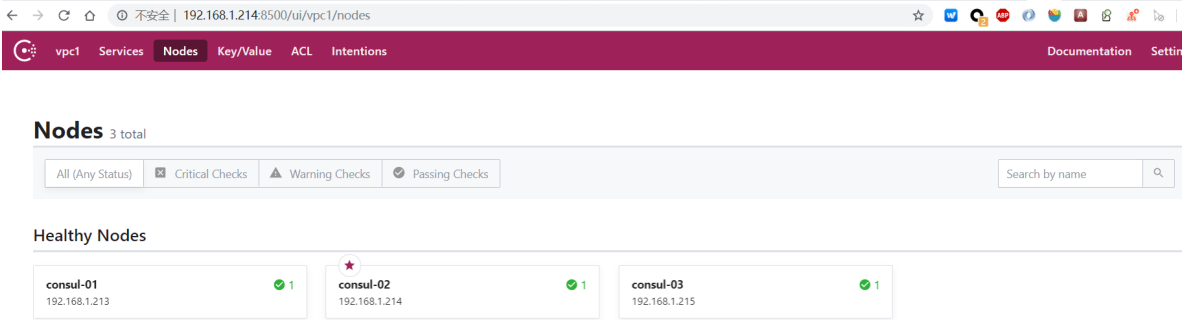 不安全 | 192.168.1.214:8500/ui/vpc1/nodes
2
ABP
vpc1 Services Nodes Key/Value ACL Intentions Documentation Settin
Nodes 3 total
All (Any Status) Critical Checks Warning Checks Passing Checks Search by name
Healthy Nodes
consul-01 1 consul-02 1 consul-03 1
192.168.1.213 192.168.1.214 192.168.1.215